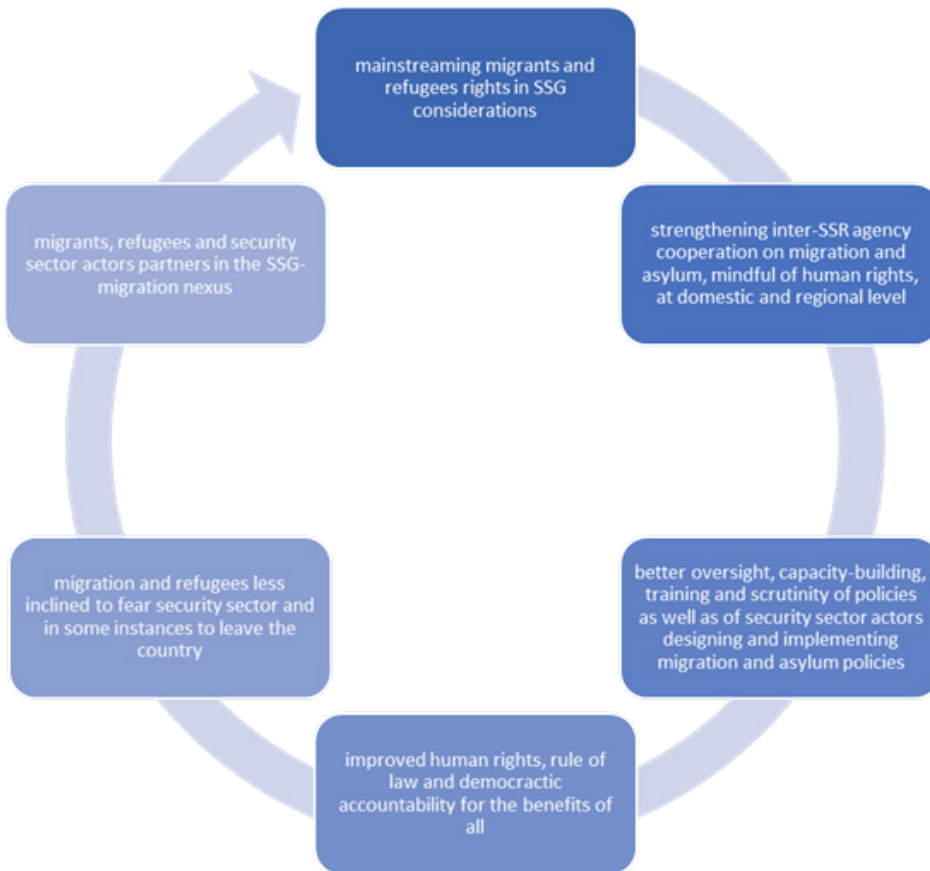 mainstreaming migrants and
refugees rights in SSG
considerations
strengthening inter-SSR agency
cooperation on migration and
asylum, mindful of human rights,
at domestic and regional level
better oversight, capacity-building,
training and scrutinity of policies
as well as of security sector actors
designing and implementing
migration and asylum policies
improved human rights, rule of
law and democractic
accountability for the benefits of
all
migration and refugees less
inclined to fear security sector and
in some instances to leave the
country
migrants, refugees and security
sector actors partners in the SSG-
migration nexus